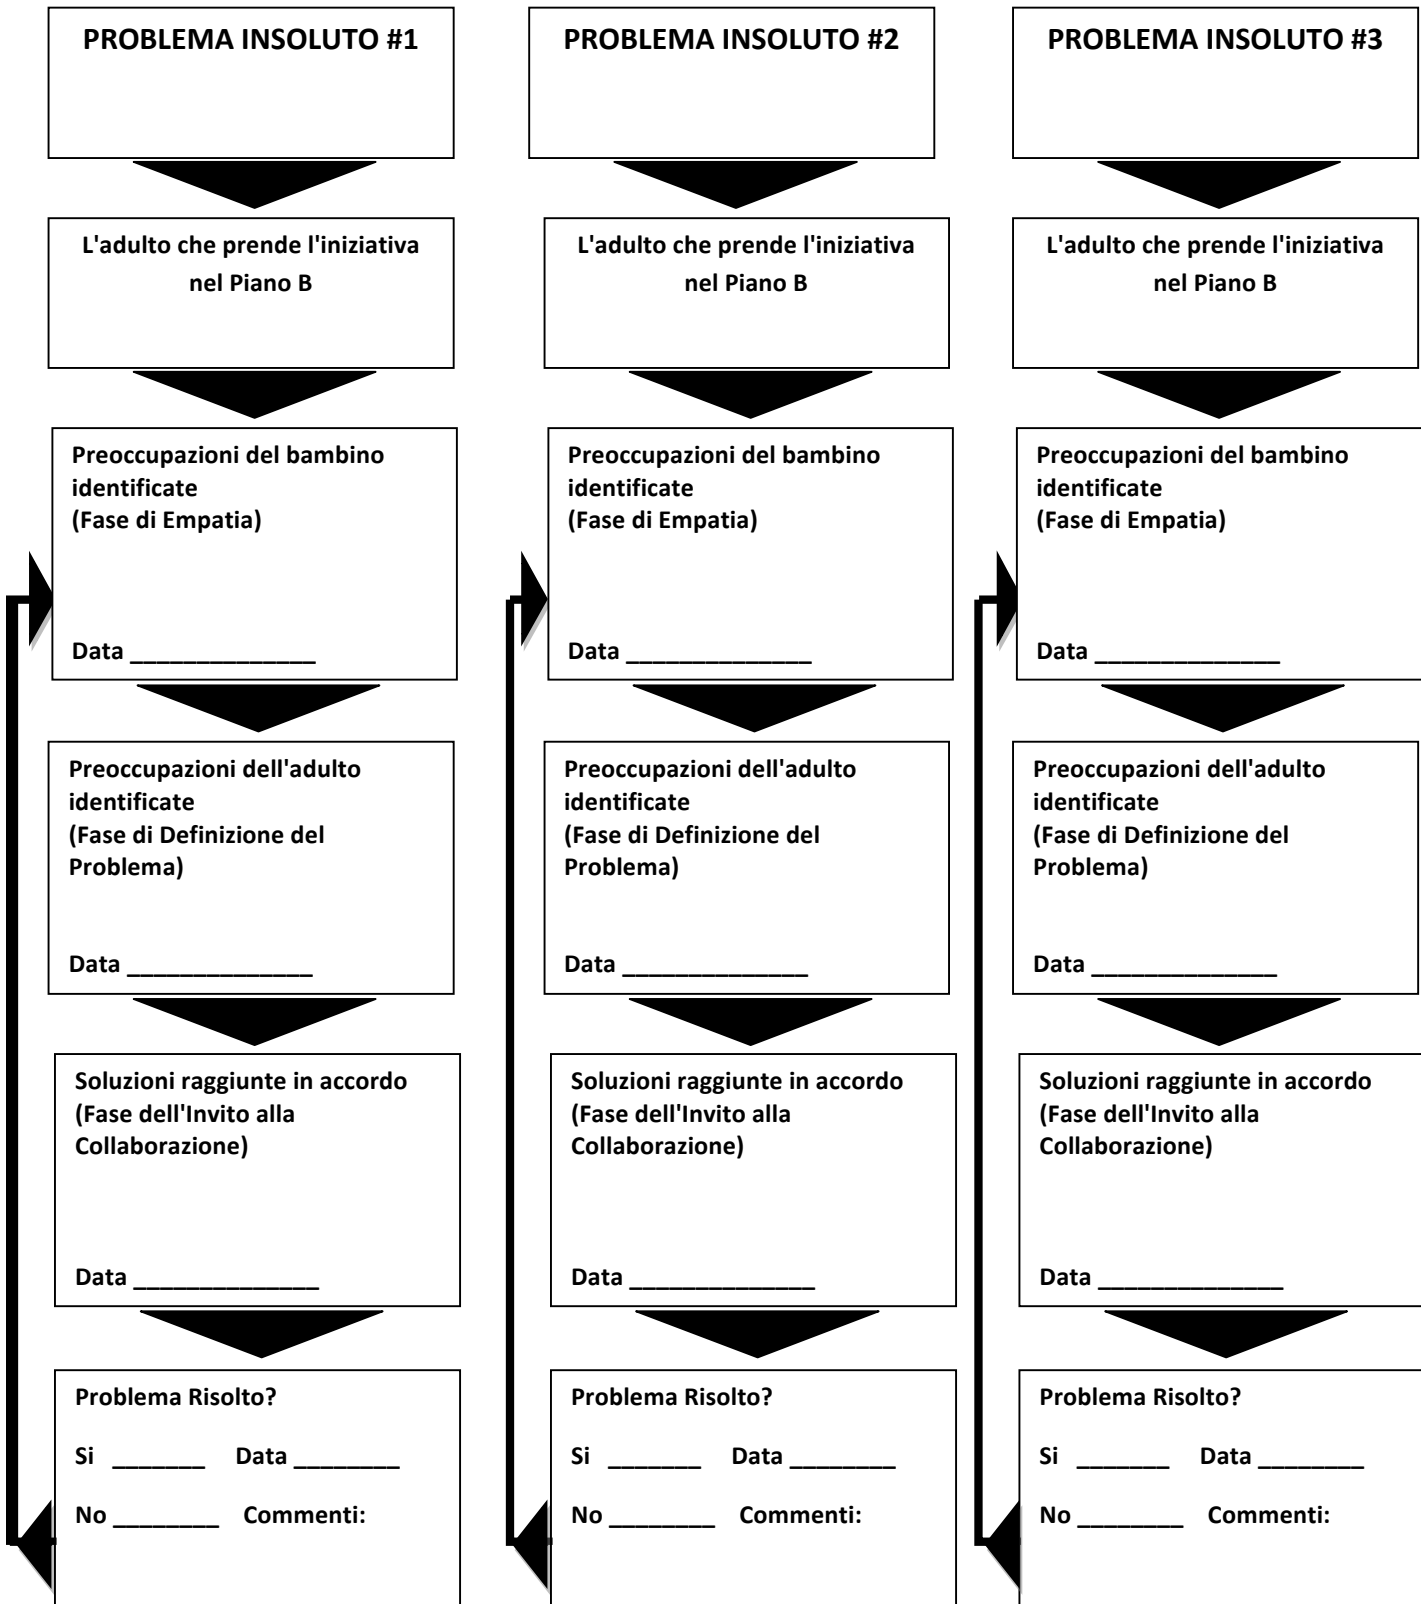 PROBLEMA INSOLUTO #1
L'adulto che prende l'iniziativa
nel Piano B
Preoccupazioni del bambino
identificate
(Fase di Empatia)
Data ______________
Preoccupazioni dell'adulto
identificate
(Fase di Definizione del
Problema)
Data ______________
Soluzioni raggiunte in accordo
(Fase dell'Invito alla
Collaborazione)
Data ______________
Problema Risolto?
Si _______ Data ________
No ________ Commenti:
PROBLEMA INSOLUTO #2
L'adulto che prende l'iniziativa
nel Piano B
Preoccupazioni del bambino
identificate
(Fase di Empatia)
Data ______________
Preoccupazioni dell'adulto
identificate
(Fase di Definizione del
Problema)
Data ______________
Soluzioni raggiunte in accordo
(Fase dell'Invito alla
Collaborazione)
Data ______________
Problema Risolto?
Si _______ Data ________
No ________ Commenti:
PROBLEMA INSOLUTO #3
L'adulto che prende l'iniziativa
nel Piano B
Preoccupazioni del bambino
identificate
(Fase di Empatia)
Data ______________
Preoccupazioni dell'adulto
identificate
(Fase di Definizione del
Problema)
Data ______________
Soluzioni raggiunte in accordo
(Fase dell'Invito alla
Collaborazione)
Data ______________
Problema Risolto?
Si _______ Data ________
No ________ Commenti: